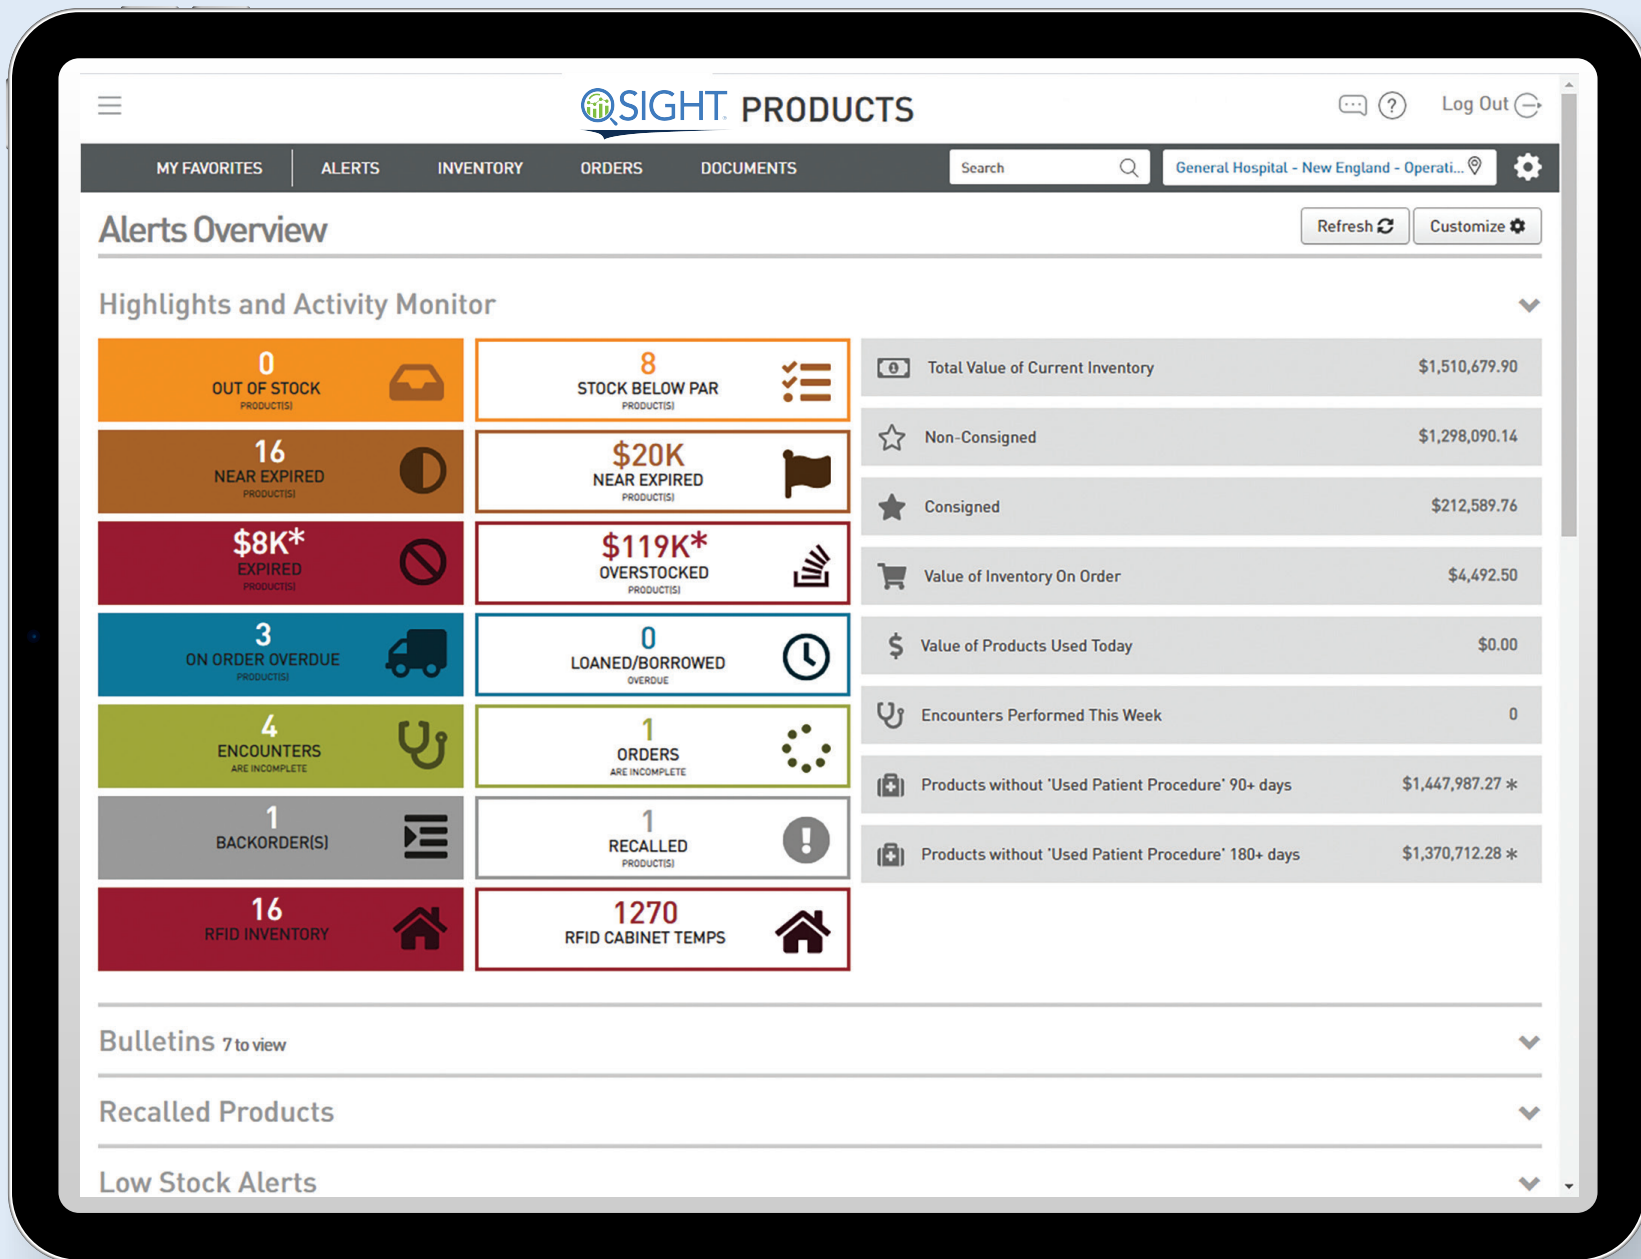 QSIGHT PRODUCTS
Log Out
MY FAVORITES ALERTS INVENTORY ORDERS DOCUMENTS Search General Hospital - New England - Operati...
Alerts Overview
Refresh Customize
Highlights and Activity Monitor
0
OUT OF STOCK
PRODUCT(S)
8
STOCK BELOW PAR
PRODUCT(S)
16
NEAR EXPIRED
PRODUCT(S)
$20K
NEAR EXPIRED
PRODUCT(S)
$8K*
EXPIRED
PRODUCT(S)
$119K*
OVERSTOCKED
PRODUCT(S)
3
ON ORDER OVERDUE
PRODUCT(S)
0
LOANED/BORROWED
OVERDUE
4
ENCOUNTERS
ARE INCOMPLETE
1
ORDERS
ARE INCOMPLETE
1
BACKORDER(S)
1
RECALLED
PRODUCT(S)
16
RFID INVENTORY
1270
RFID CABINET TEMPS
Total Value of Current Inventory $1,510,679.90
Non-Consigned $1,298,090.14
Consigned $212,589.76
Value of Inventory On Order $4,492.50
Value of Products Used Today $0.00
Encounters Performed This Week 0
Products without 'Used Patient Procedure' 90+ days $1,447,987.27 *
Products without 'Used Patient Procedure' 180+ days $1,370,712.28 *
Bulletins 7 to view
Recalled Products
Low Stock Alerts